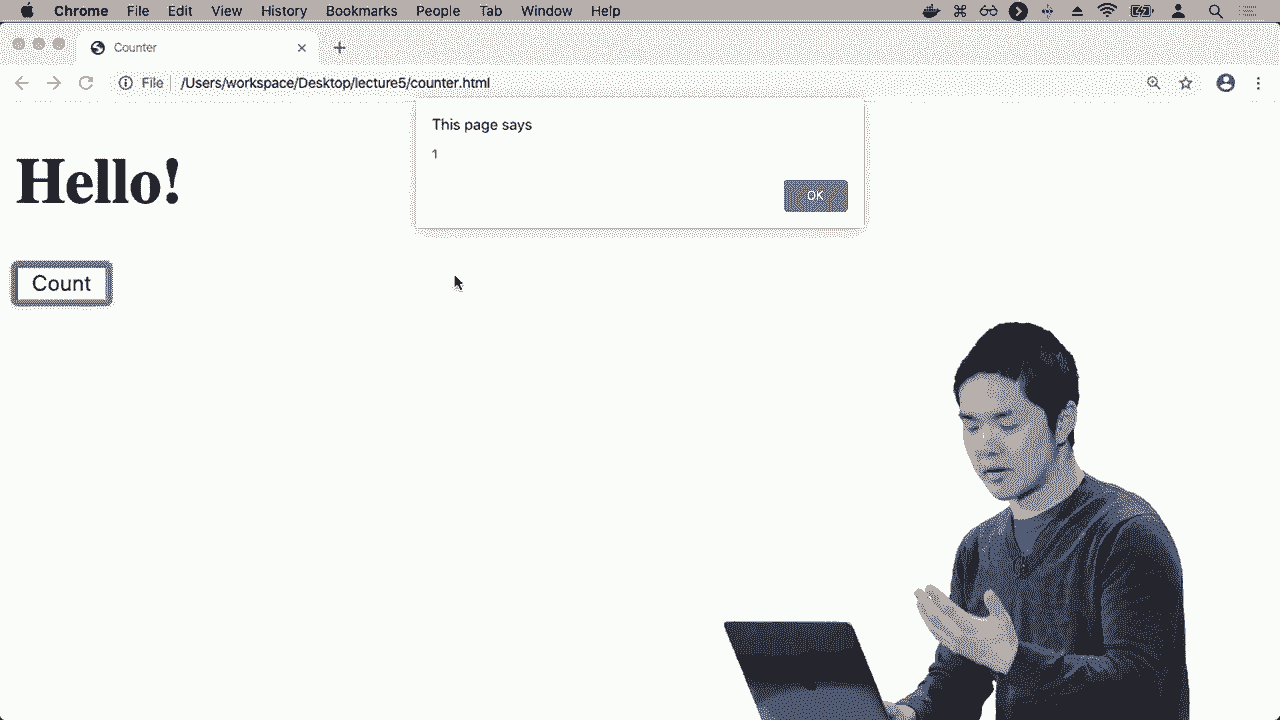 Chrome File Edit View History Bookmarks People Tab Window Help
Counter
File /Users/workspace/Desktop/lecture5/counter.html
This page says
1
OK
Hello!
Count